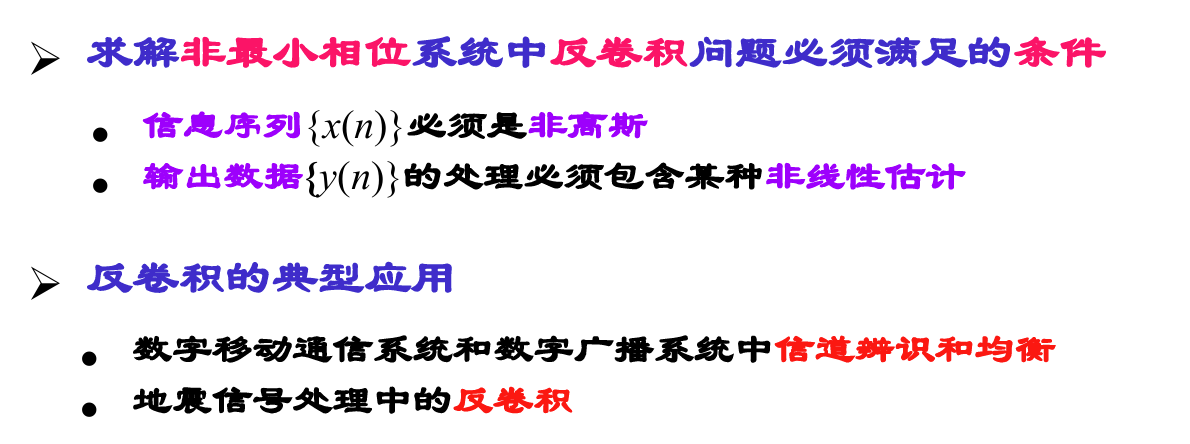 ➢ 求解非最小相位系统中反卷积问题必须满足的条件
• 信息序列{x(n)}必须是非高斯
• 输出数据{y(n)}的处理必须包含某种非线性估计
➢ 反卷积的典型应用
• 数字移动通信系统和数字广播系统中信道辨识和均衡
• 地震信号处理中的反卷积